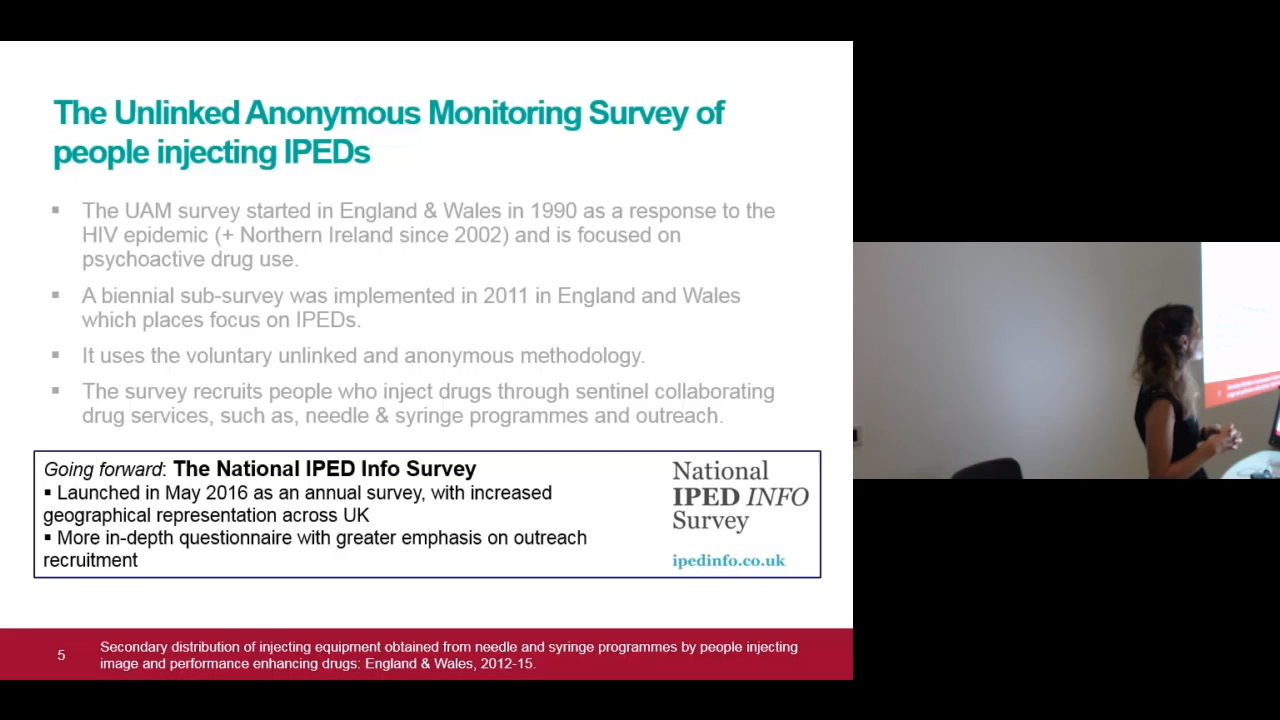 The Unlinked Anonymous Monitoring Survey of
people injecting IPEDs
▪ The UAM survey started in England & Wales in 1990 as a response to the
HIV epidemic (+ Northern Ireland since 2002) and is focused on
psychoactive drug use.
▪ A biennial sub-survey was implemented in 2011 in England and Wales
which places focus on IPEDs.
▪ It uses the voluntary unlinked and anonymous methodology.
▪ The survey recruits people who inject drugs through sentinel collaborating
drug services, such as, needle & syringe programmes and outreach.
Going forward: The National IPED Info Survey
▪ Launched in May 2016 as an annual survey, with increased
geographical representation across UK
▪ More in-depth questionnaire with greater emphasis on outreach
recruitment
National
IPED INFO
Survey
ipedinfo.co.uk
5
Secondary distribution of injecting equipment obtained from needle and syringe programmes by people injecting
image and performance enhancing drugs: England & Wales, 2012-15.